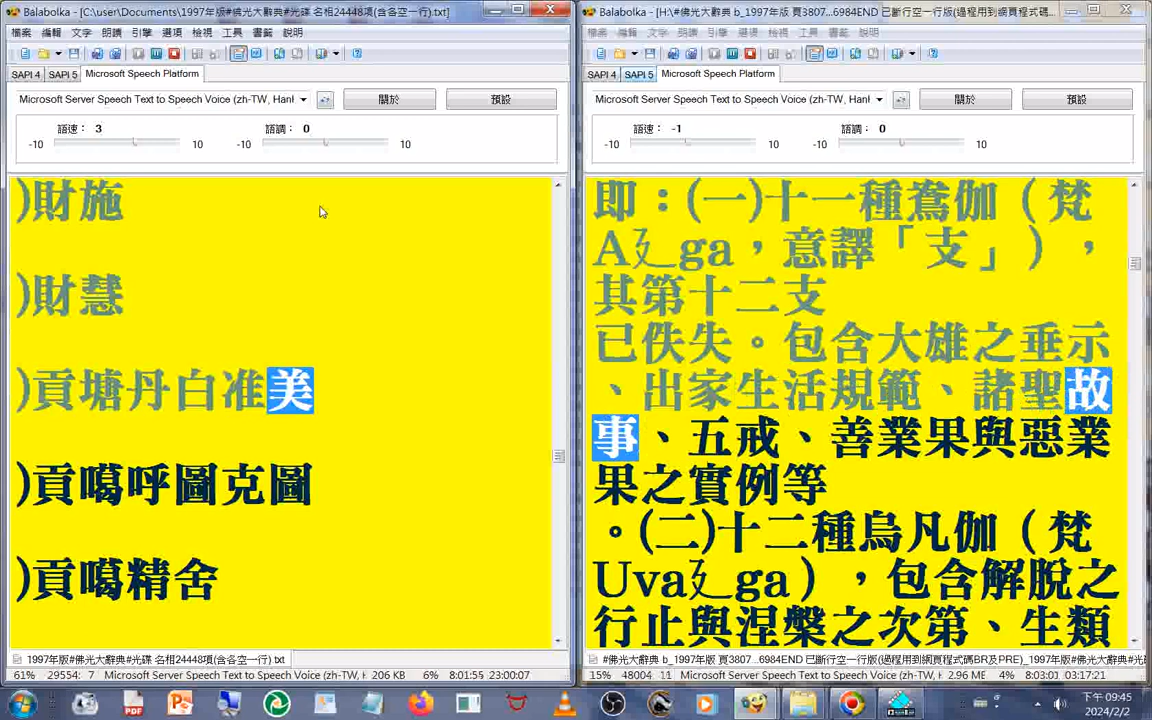 Balabolka - [C:\user\Documents\1997年版#佛光大辭典#光碟 名相24448項(含各空一行).txt]
檔案 編輯 文字 朗讀 引擎 選項 檢視 工具 書籤 說明
SAPI 4 SAPI 5 Microsoft Speech Platform
Microsoft Server Speech Text to Speech Voice (zh-TW, Hanl
關於
預設
語速： 3
語調： 0
-10 10 -10 10
)財施
)財慧
)貢塘丹白准美
)貢噶呼圖克圖
)貢噶精舍
1997年版#佛光大辭典#光碟 名相24448項(含各空一行).txt
61% 29554: 7 Microsoft Server Speech Text to Speech Voice (zh-TW, H 206 KB 6% 8:01:55 23:00:07
Balabolka - [H:\#佛光大辭典 b_1997年版 頁3807...6984END 已斷行空一行版(過程用到網頁程式碼...
檔案 編輯 文字 朗讀 引擎 選項 檢視 工具 書籤 說明
SAPI 4 SAPI 5 Microsoft Speech Platform
Microsoft Server Speech Text to Speech Voice (zh-TW, Hanl
關於
預設
語速： -1
語調： 0
-10 10 -10 10
即：(一)十一種鴦伽（梵
A廴ga，意譯「支」），
其第十二支
已佚失。包含大雄之垂示
、出家生活規範、諸聖故
事、五戒、善業果與惡業
果之實例等
。(二)十二種烏凡伽（梵
Uva廴ga），包含解脫之
行止與涅槃之次第、生類
#佛光大辭典 b_1997年版 頁3807...6984END 已斷行空一行版(過程用到網頁程式碼BR及PRE)_1997年版#佛光大辭典#光
15% 48004 11 Microsoft Server Speech Text to Speech Voice (zh-TW, H 2.96 ME 4% 8:03:01 03:17:21
下午 09:45
2024/2/2